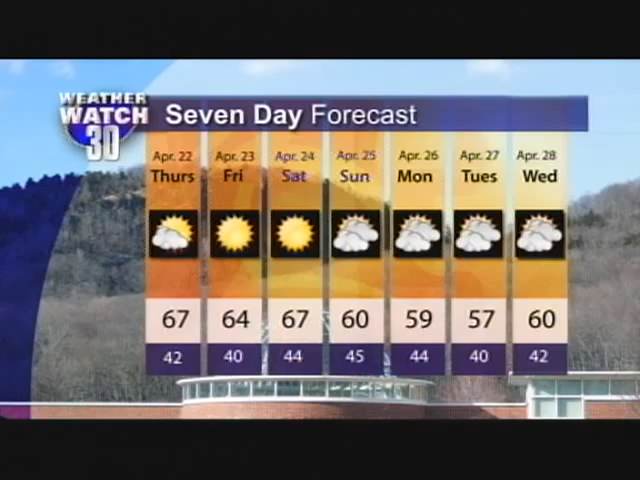 WEATHER
WATCH
30
Seven Day Forecast
Apr. 22 Apr. 23 Apr. 24 Apr. 25 Apr. 26 Apr. 27 Apr. 28
Thurs Fri Sat Sun Mon Tues Wed
67 64 67 60 59 57 60
42 40 44 45 44 40 42